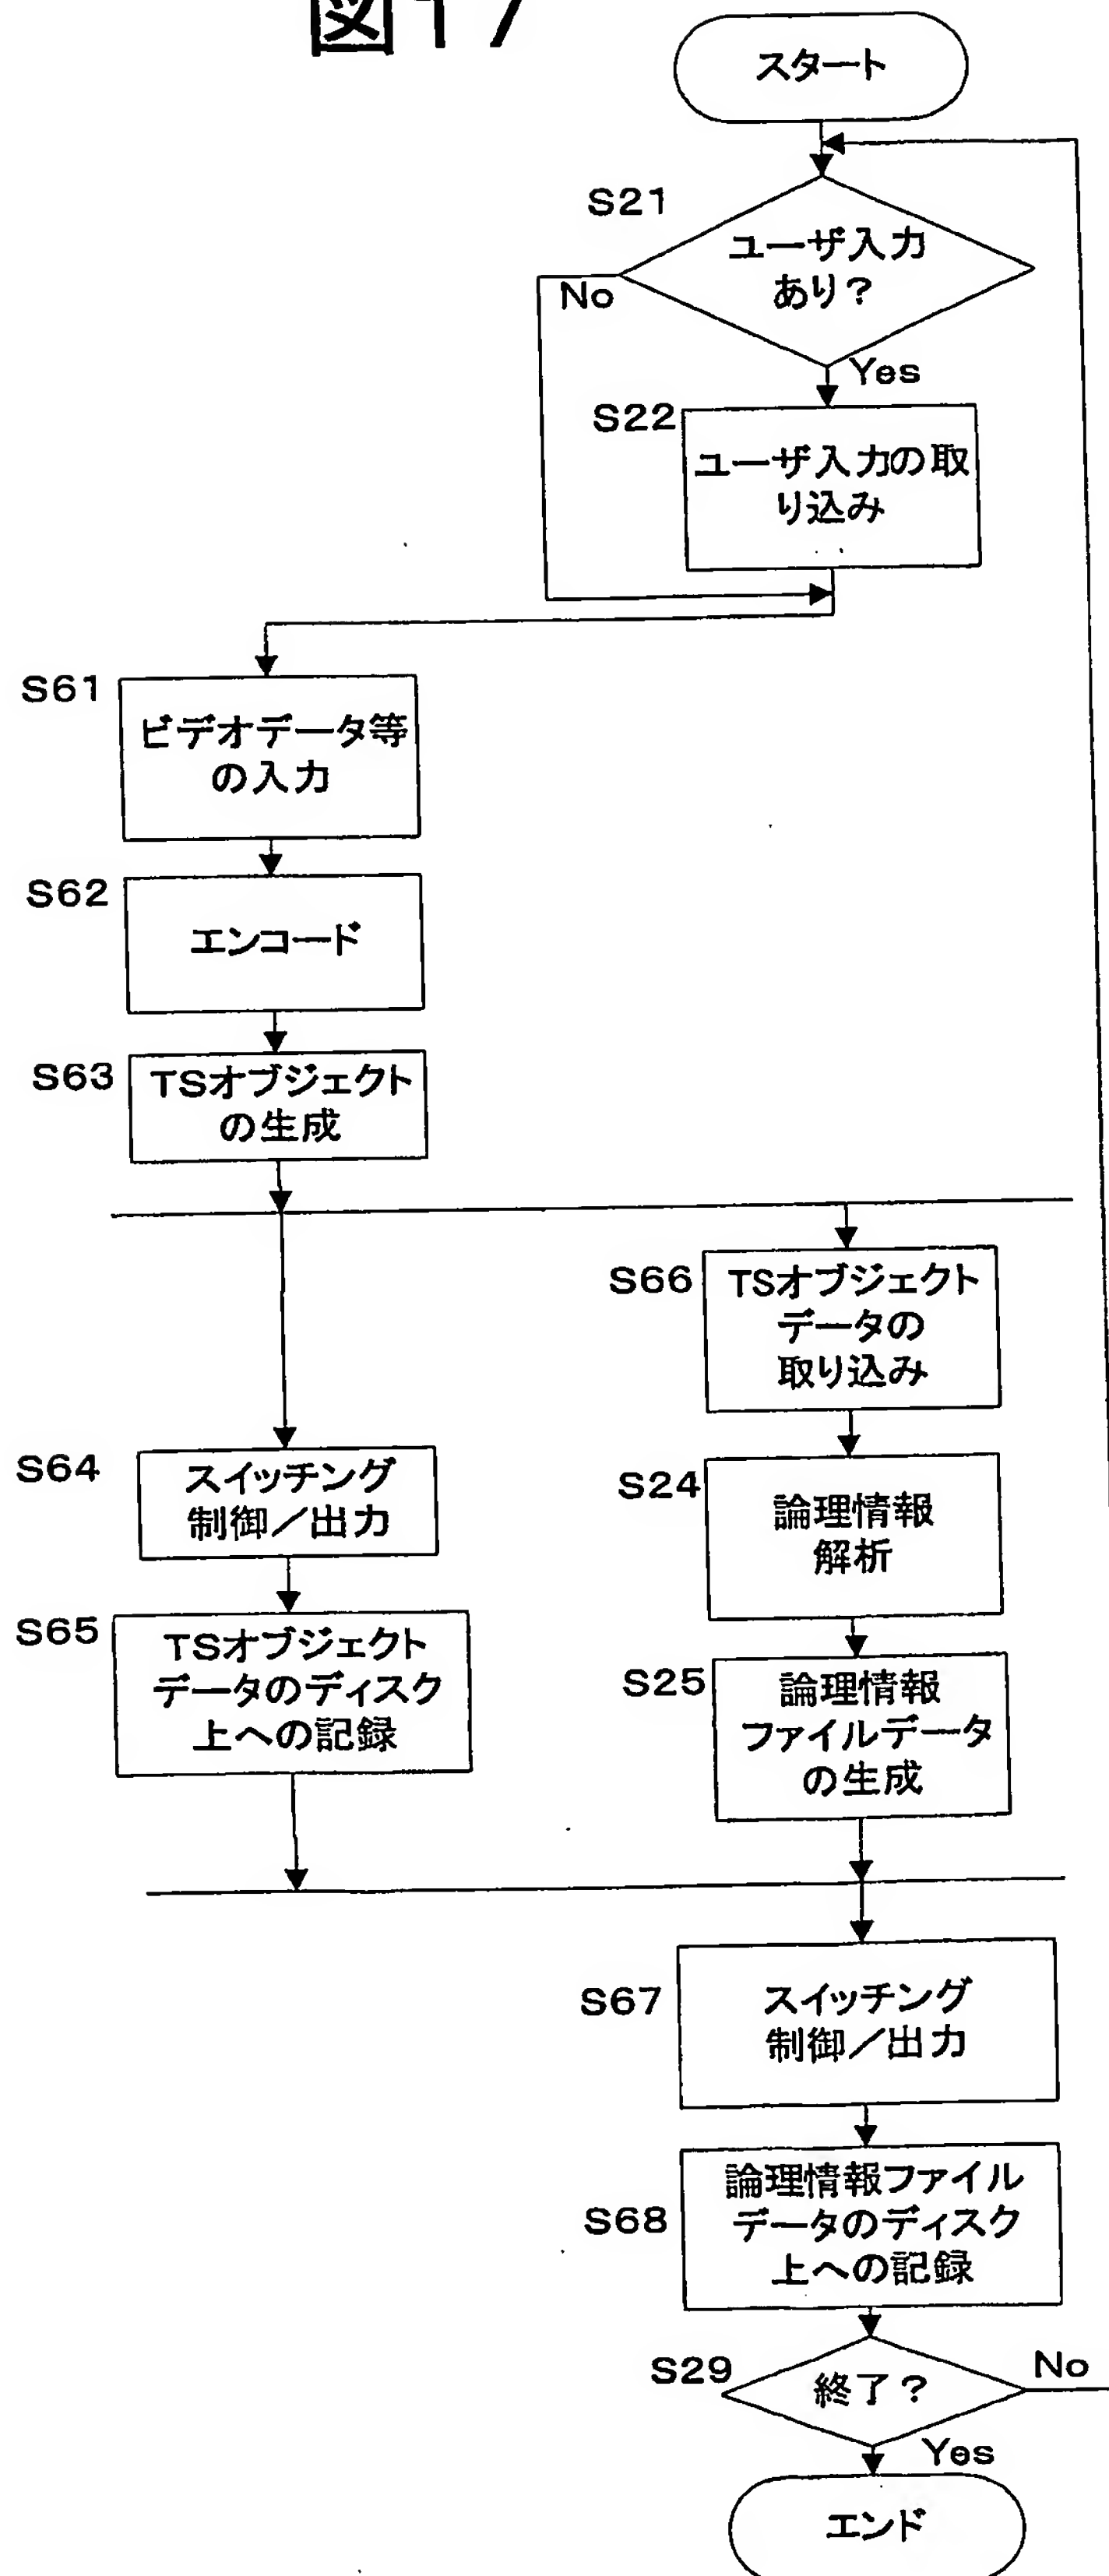 図17
スタート
S21
ユーザ入力
あり？
No
Yes
S22
ユーザ入力の取
り込み
S61
ビデオデータ等
の入力
S62
エンコード
S63
TSオブジェクト
の生成
S66
TSオブジェクト
データの
取り込み
S64
スイッチング
制御／出力
S24
論理情報
解析
S65
TSオブジェクト
データのディスク
上への記録
S25
論理情報
ファイルデータ
の生成
S67
スイッチング
制御／出力
S68
論理情報ファイル
データのディスク
上への記録
S29
終了？
No
Yes
エンド